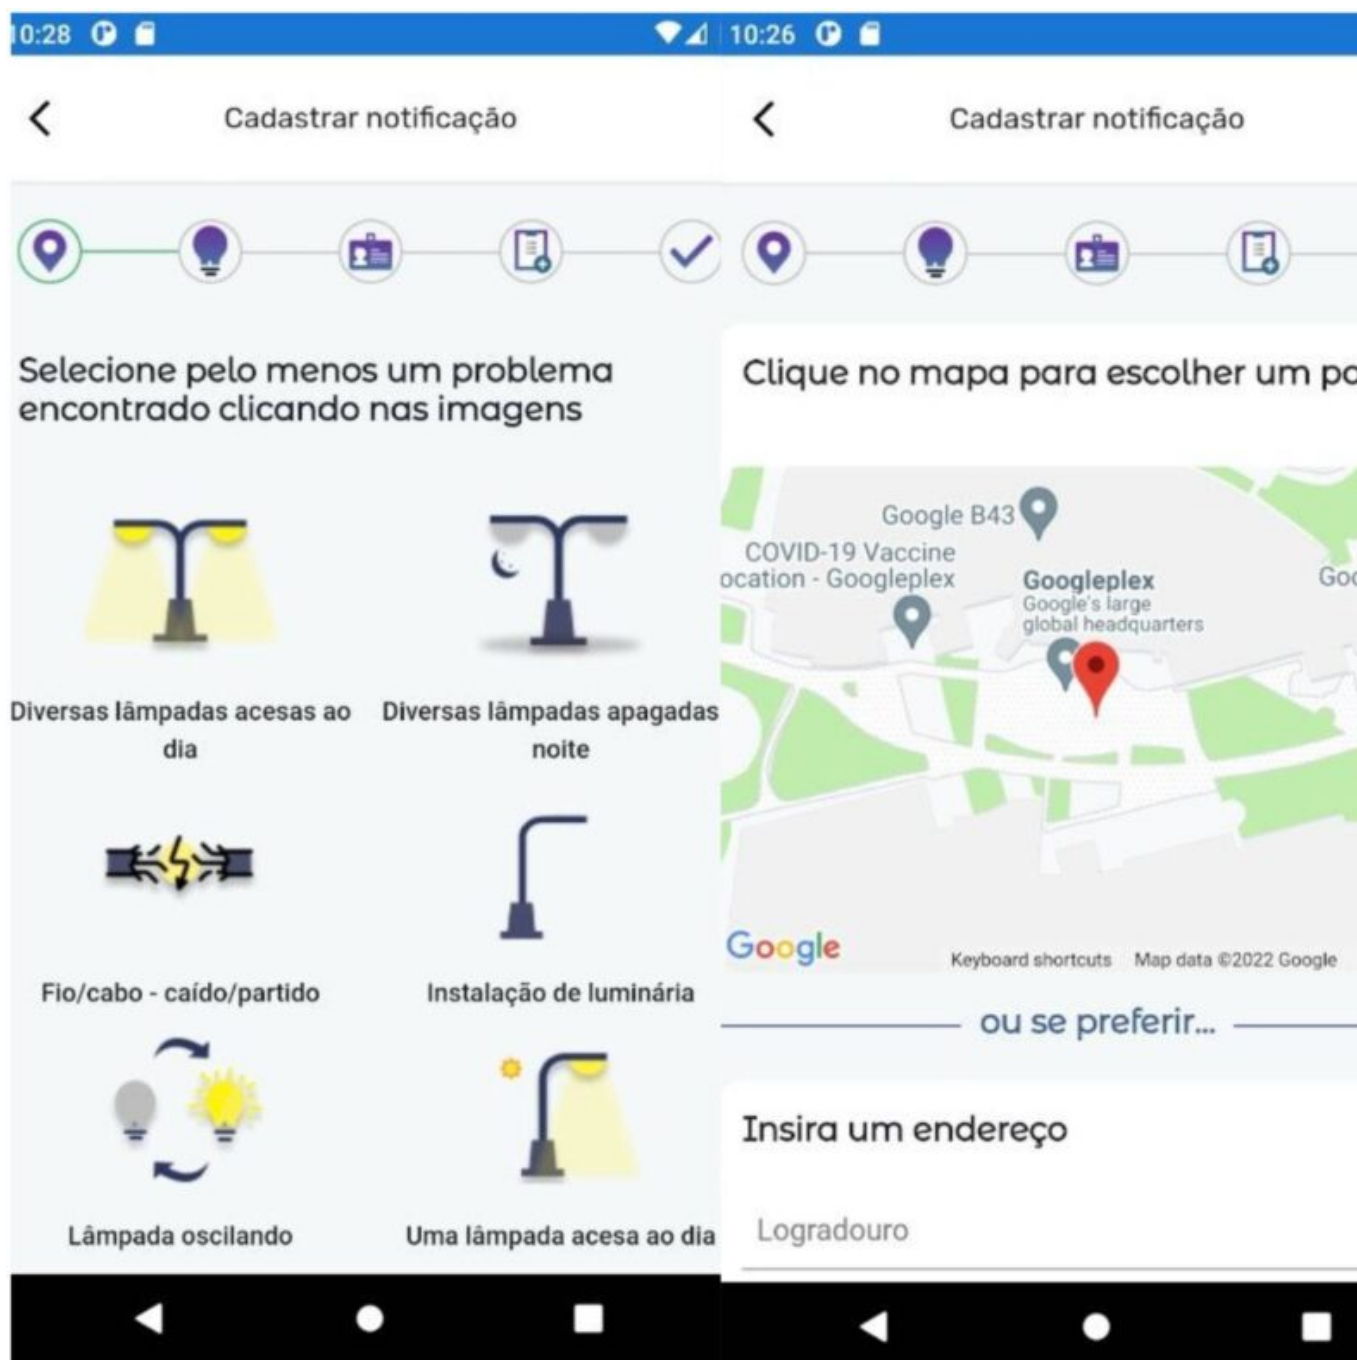 10:28
Cadastrar notificação
Selecione pelo menos um problema
encontrado clicando nas imagens
Diversas lâmpadas acesas ao
dia
Diversas lâmpadas apagadas
noite
Fio/cabo - caído/partido
Instalação de luminária
Lâmpada oscilando
Uma lâmpada acesa ao dia
10:26
Cadastrar notificação
Clique no mapa para escolher um po
Google B43
COVID-19 Vaccine
ocation - Googleplex
Googleplex
Google's large
global headquarters
Goo
Google
Keyboard shortcuts
Map data ©2022 Google
ou se preferir...
Insira um endereço
Logradouro